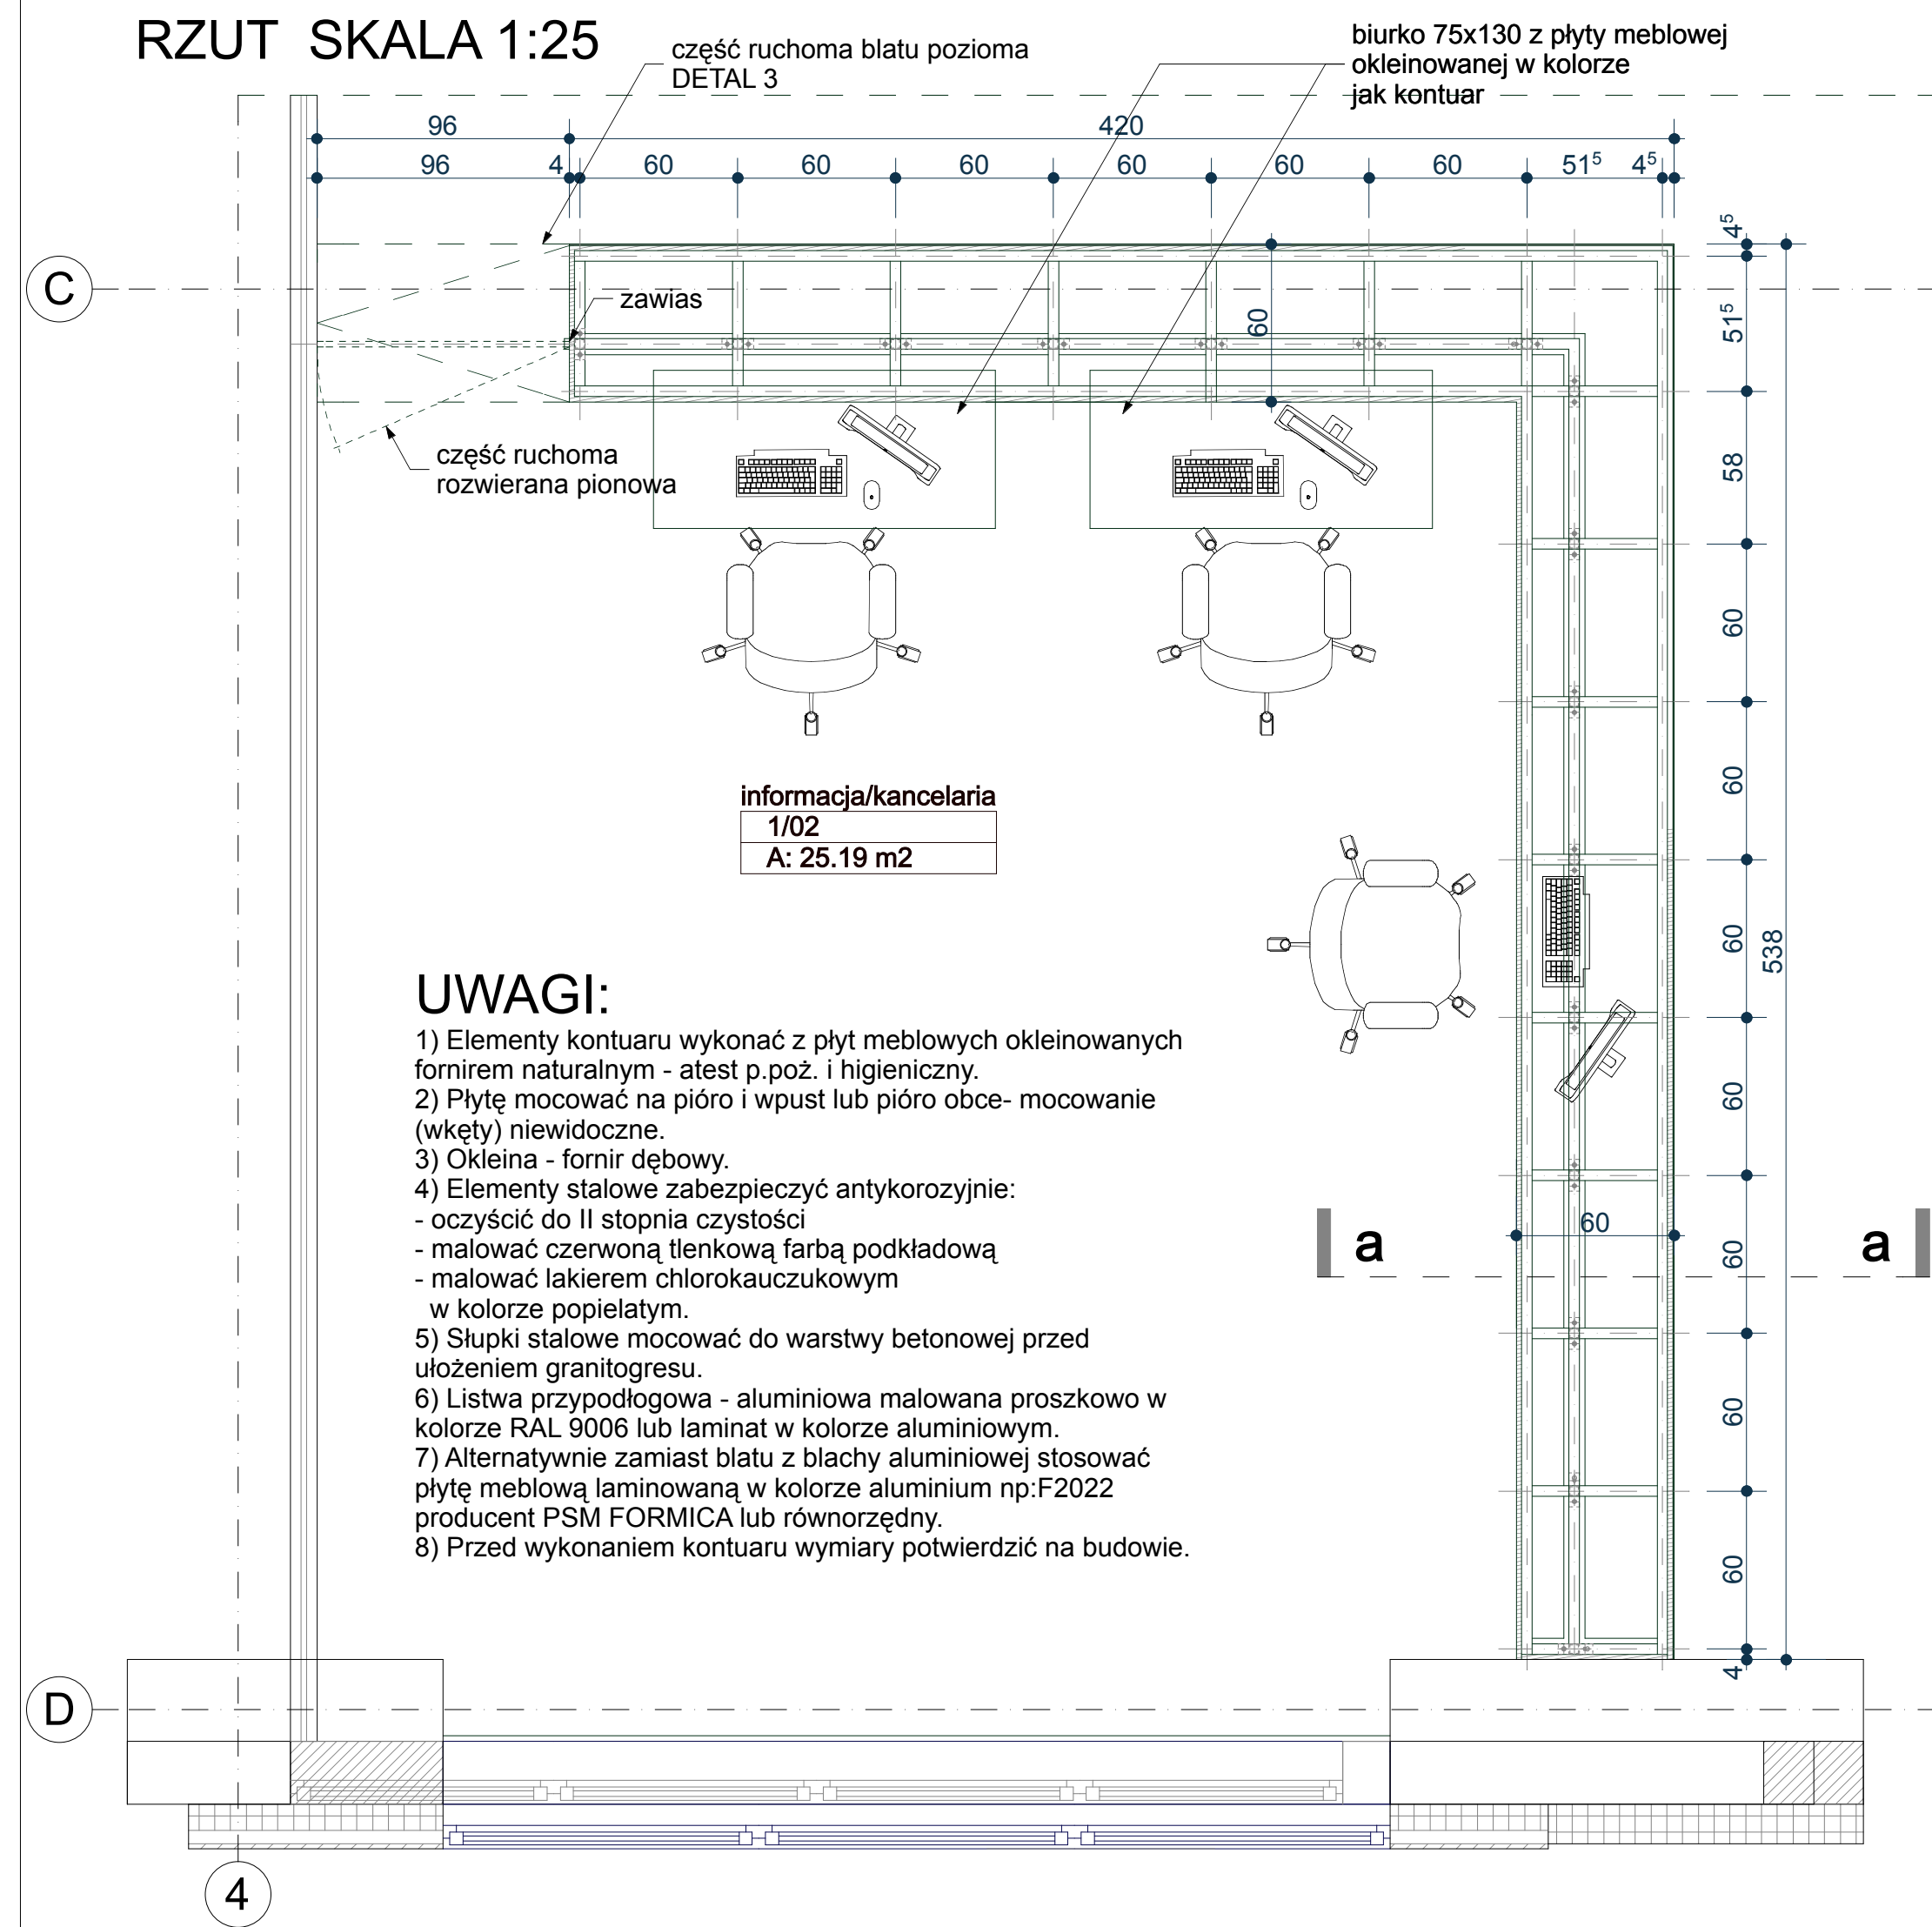 RZUT SKALA 1:25
część ruchoma blatu pozioma
DETAL 3
biurko 75x130 z płyty meblowej
okleinowanej w kolorze
jak kontuar
96
420
96
4
60
60
60
60
60
60
51⁵
4⁵
4⁵
51⁵
58
60
60
60
60
60
60
60
4
538
C
zawias
60
część ruchoma
rozwierana pionowa
informacja/kancelaria
1/02
A: 25.19 m2
UWAGI:
1) Elementy kontuaru wykonać z płyt meblowych okleinowanych
fornirem naturalnym - atest p.poż. i higieniczny.
2) Płytę mocować na pióro i wpust lub pióro obce- mocowanie
(wkęty) niewidoczne.
3) Okleina - fornir dębowy.
4) Elementy stalowe zabezpieczyć antykorozyjnie:
- oczyścić do II stopnia czystości
- malować czerwoną tlenkową farbą podkładową
- malować lakierem chlorokauczukowym
w kolorze popielatym.
5) Słupki stalowe mocować do warstwy betonowej przed
ułożeniem granitogresu.
6) Listwa przypodłogowa - aluminiowa malowana proszkowo w
kolorze RAL 9006 lub laminat w kolorze aluminiowym.
7) Alternatywnie zamiast blatu z blachy aluminiowej stosować
płytę meblową laminowaną w kolorze aluminium np:F2022
producent PSM FORMICA lub równorzędny.
8) Przed wykonaniem kontuaru wymiary potwierdzić na budowie.
60
a
a
D
4